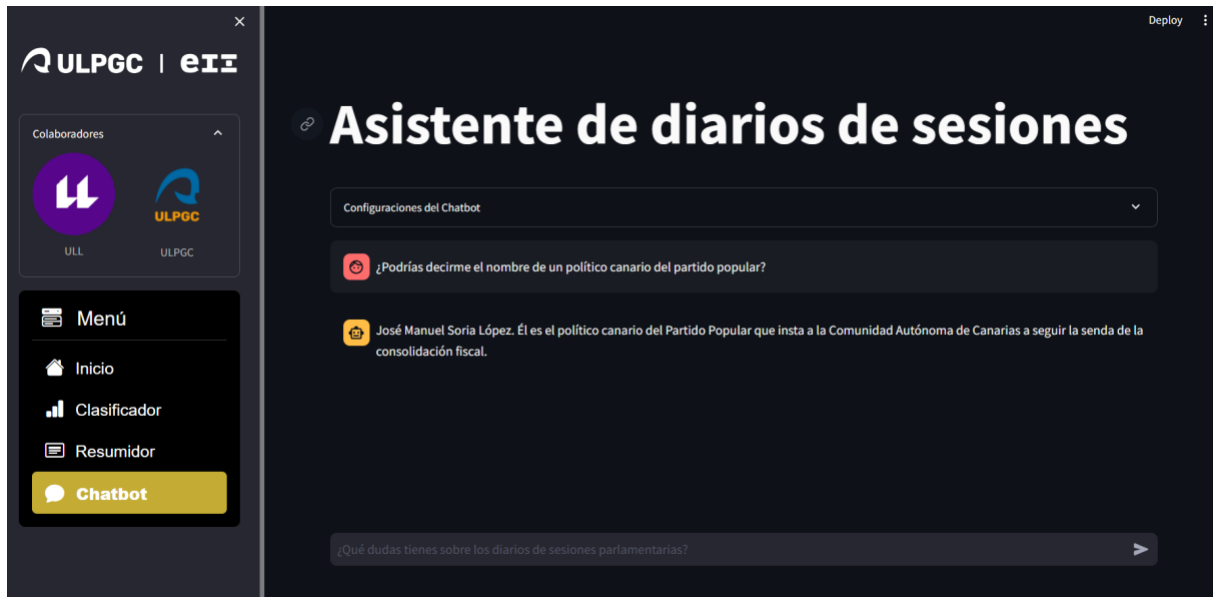 ULPGC | eii
Colaboradores
ULPGC
ULL
ULPGC
Menú
Inicio
Clasificador
Resumidor
Chatbot
Deploy
Asistente de diarios de sesiones
Configuraciones del Chatbot
¿Podrías decirme el nombre de un político canario del partido popular?
José Manuel Soria López. Él es el político canario del Partido Popular que insta a la Comunidad Autónoma de Canarias a seguir la senda de la
consolidación fiscal.
¿Qué dudas tienes sobre los diarios de sesiones parlamentarias?